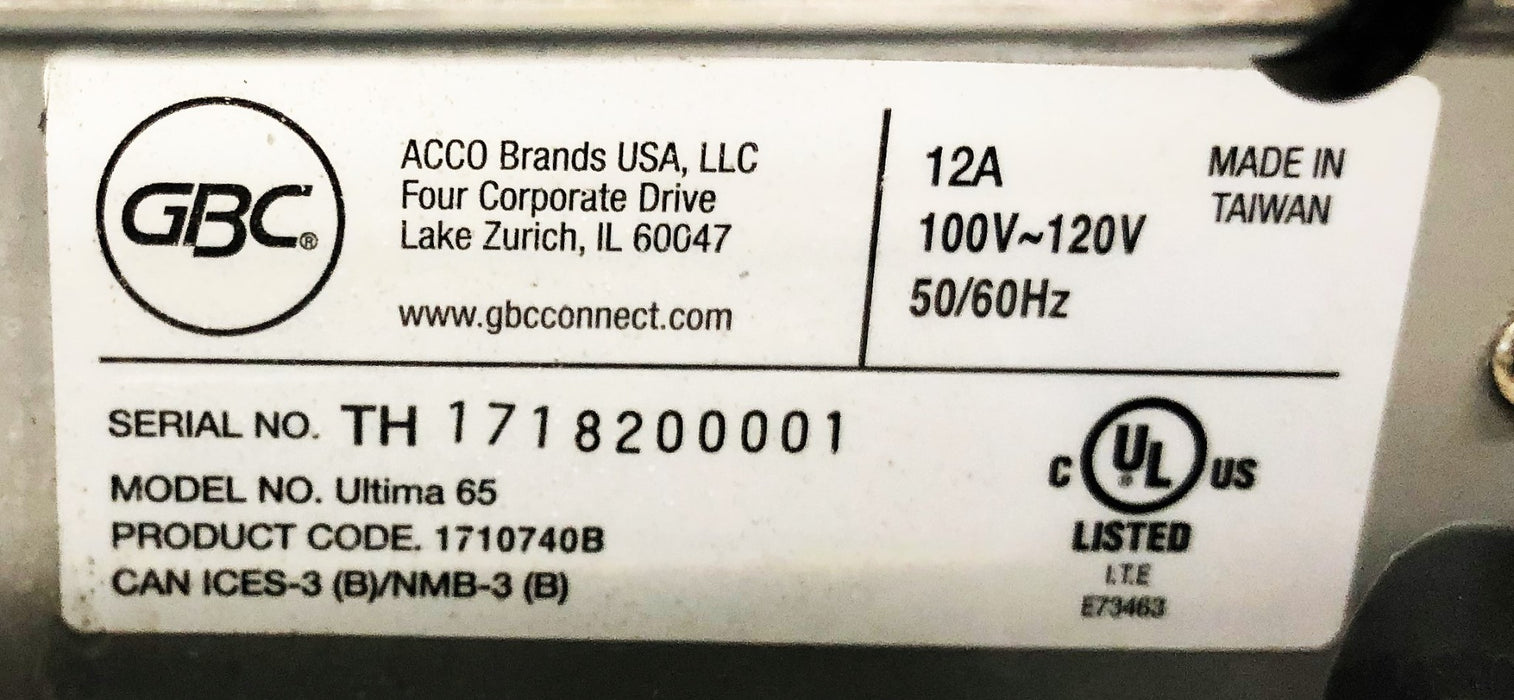 GBC®
ACCO Brands USA, LLC
Four Corporate Drive
Lake Zurich, IL 60047
www.gbcconnect.com
12A
100V~120V
50/60Hz
MADE IN
TAIWAN
SERIAL NO. TH 1718200001
MODEL NO. Ultima 65
PRODUCT CODE. 1710740B
CAN ICES-3 (B)/NMB-3 (B)
C UL® US
LISTED
I.T.E
E73463